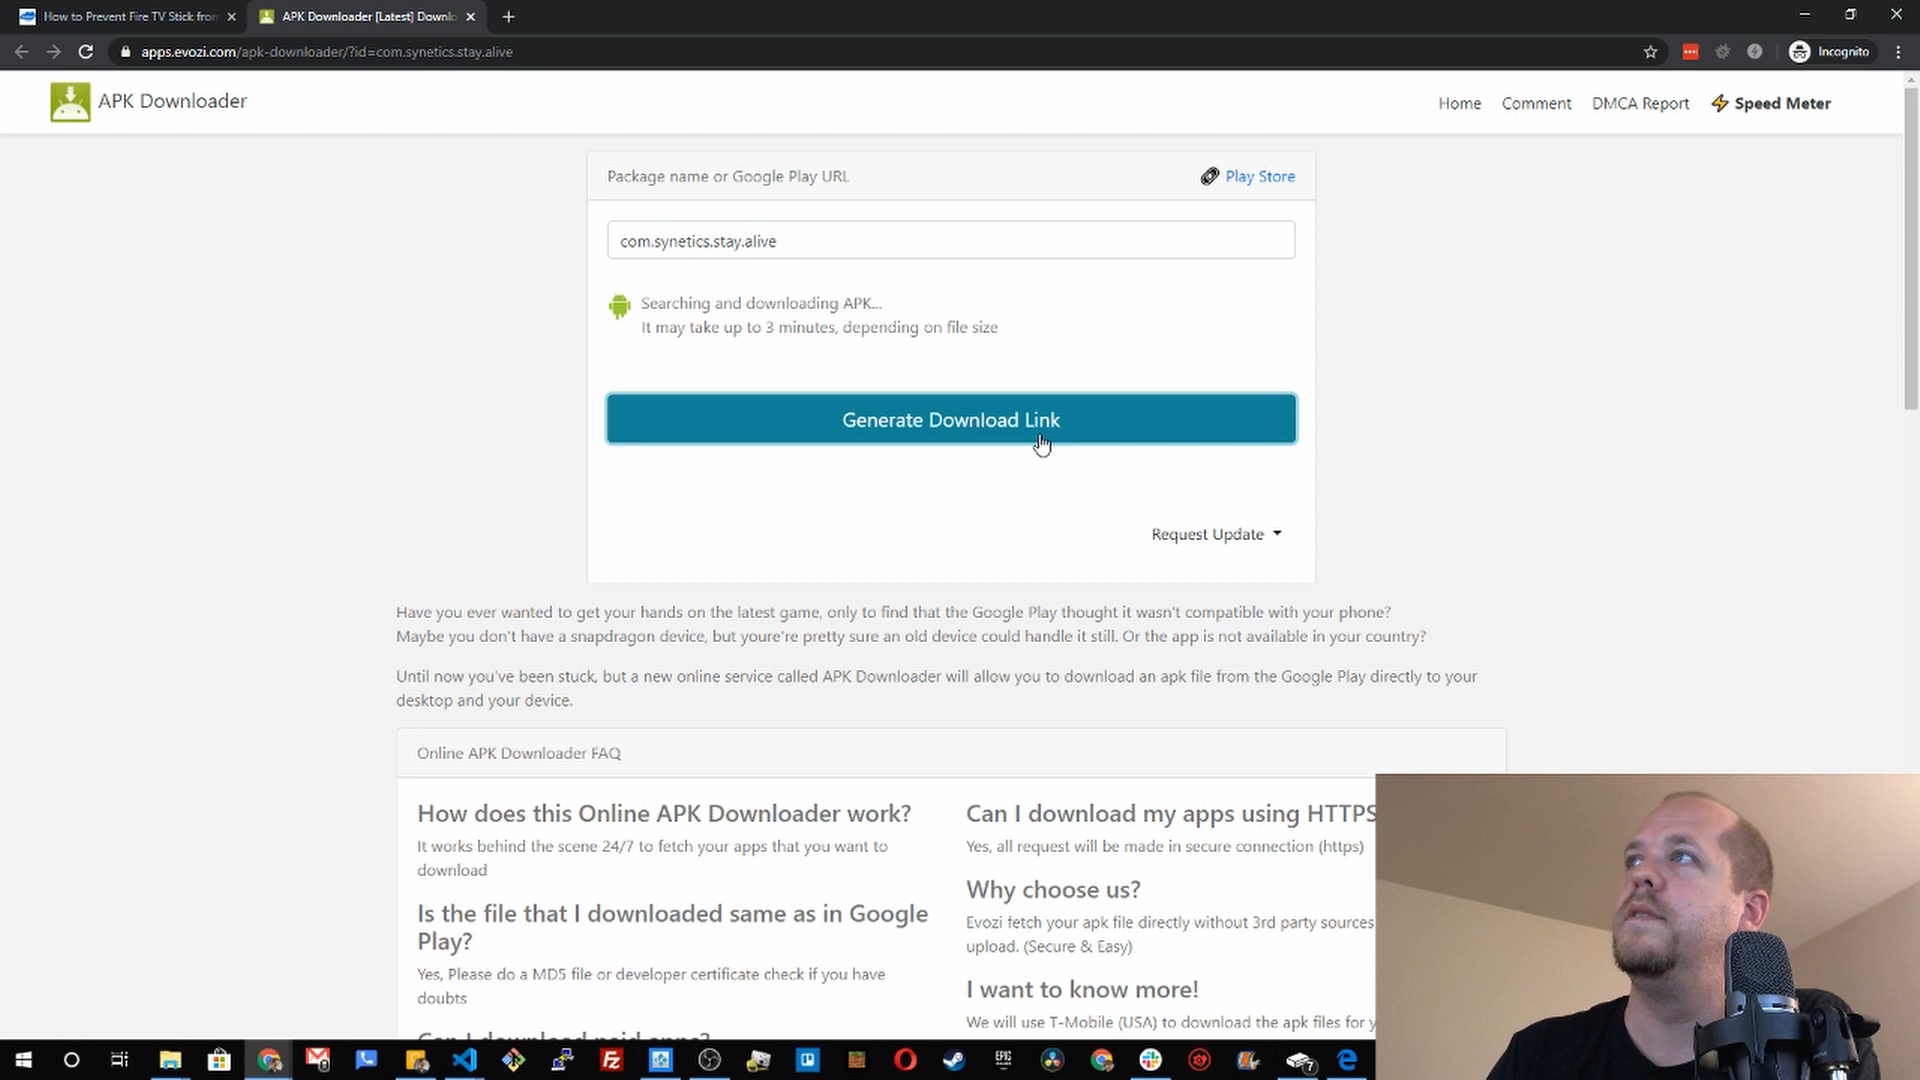 How to Prevent Fire TV Stick fron
APK Downloader [Latest] Downlo
apps.evozi.com/apk-downloader/?id=com.synetics.stay.alive
Incognito
APK Downloader
Home
Comment
DMCA Report
Speed Meter
Package name or Google Play URL
Play Store
com.synetics.stay.alive
Searching and downloading APK...
It may take up to 3 minutes, depending on file size
Generate Download Link
Request Update
Have you ever wanted to get your hands on the latest game, only to find that the Google Play thought it wasn't compatible with your phone?
Maybe you don't have a snapdragon device, but youre're pretty sure an old device could handle it still. Or the app is not available in your country?
Until now you've been stuck, but a new online service called APK Downloader will allow you to download an apk file from the Google Play directly to your
desktop and your device.
Online APK Downloader FAQ
How does this Online APK Downloader work?
It works behind the scene 24/7 to fetch your apps that you want to
download
Is the file that I downloaded same as in Google
Play?
Yes, Please do a MD5 file or developer certificate check if you have
doubts
Can I download paid apps?
Can I download my apps using HTTPS
Yes, all request will be made in secure connection (https)
Why choose us?
Evozi fetch your apk file directly without 3rd party sources
upload. (Secure & Easy)
I want to know more!
We will use T-Mobile (USA) to download the apk files for y
EPIC
7